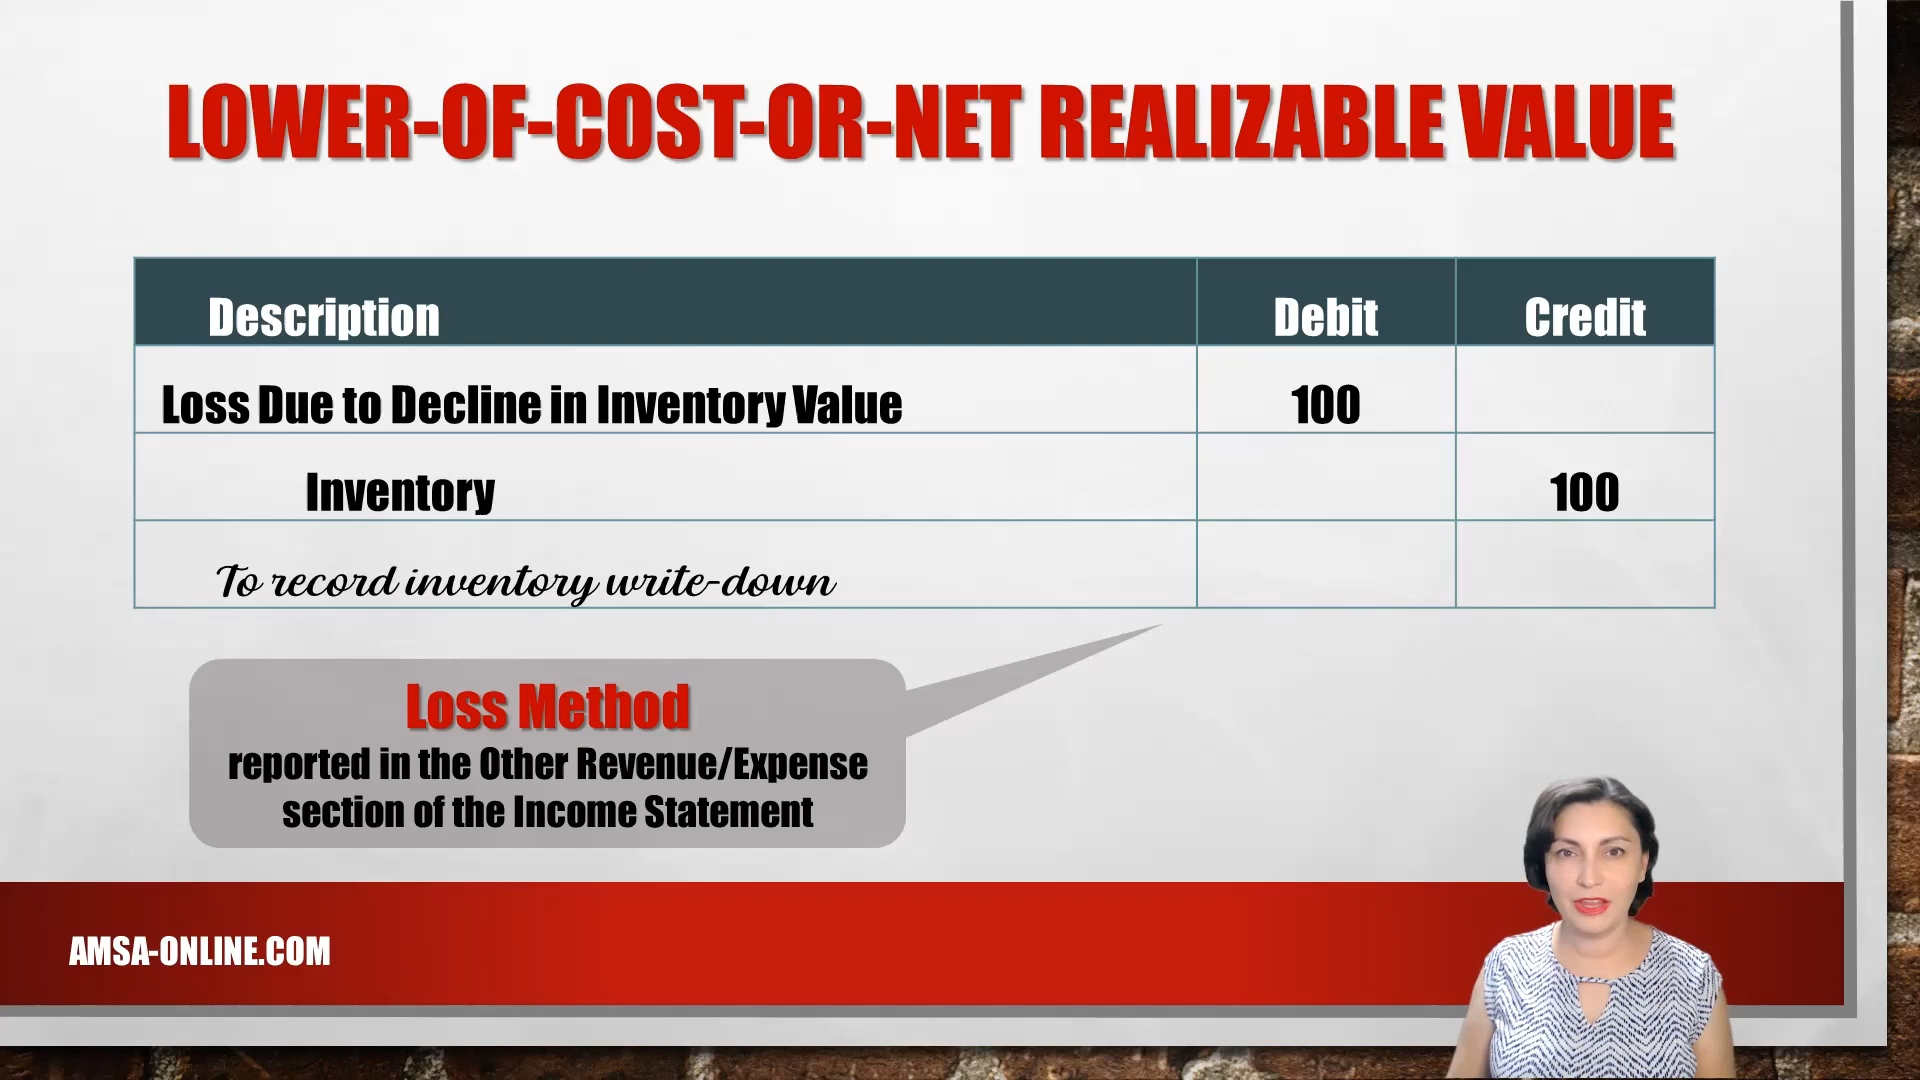 LOWER-OF-COST-OR-NET REALIZABLE VALUE
Description Debit Credit
Loss Due to Decline in Inventory Value 100
Inventory 100
To record inventory write-down
Loss Method
reported in the Other Revenue/Expense
section of the Income Statement
AMSA-ONLINE.COM